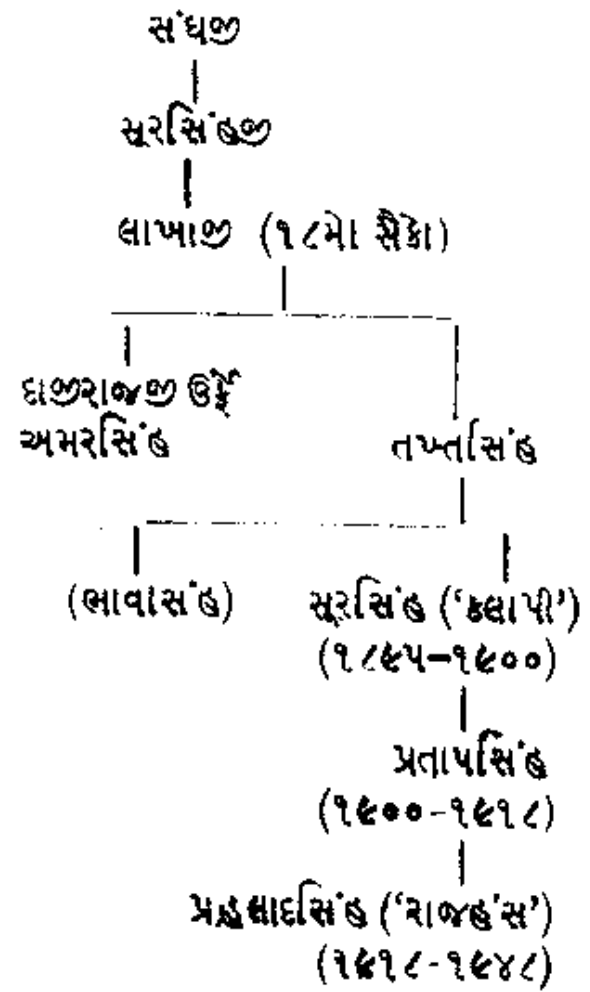 સંઘજી
સૂરસિંહજી
લાખાજી (૧૮મો સૈકો)
દાજીરાજજી ઉર્ફે
અમરસિંહ
તખ્તસિંહ
(ભાવસંહ)
સૂરસિંહ (‘કલાપી’)
(૧૮૯૫–૧૯૦૦)
પ્રતાપસિંહ
(૧૯૦૦-૧૯૧૮)
પ્રહ્લાદસિંહ (‘રાજહંસ’)
(૧૯૧૮-૧૯૪૮)